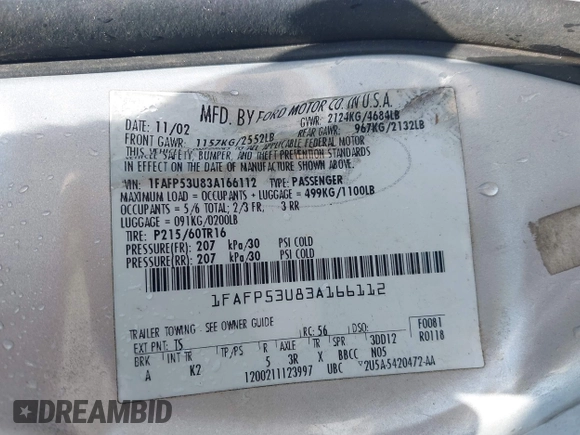 MFD. BY FORD MOTOR CO. IN U.S.A.
DATE: 11/02 GVWR: 2124KG/4684LB
FRONT GAWR: 1157KG/2552LB REAR GAWR: 967KG/2132LB
THIS VEHICLE CONFORMS TO ALL APPLICABLE FEDERAL MOTOR
VEHICLE SAFETY, BUMPER, AND THEFT PREVENTION STANDARDS
IN EFFECT ON THE DATE OF MANUFACTURE SHOWN ABOVE.
VIN: 1FAFP53U83A166112 TYPE: PASSENGER
MAXIMUM LOAD = OCCUPANTS + LUGGAGE = 499KG/1100LB
OCCUPANTS = 5/6 TOTAL: 2/3 FR, 3 RR
LUGGAGE = 091KG/0200LB
TIRE: P215/60TR16
PRESSURE(FR) 207 kPa/30 PSI COLD
PRESSURE(RR) 207 kPa/30 PSI COLD
1FAFP53U83A166112
TRAILER TOWING - SEE OWNER GUIDE
EXT PNT: TS RC: 56 DSO: F0081
BRK INT TR TP/PS R AXLE TR SPR 3DD12 R0118
A K2 5 3R X BBCC N05
1200211123997 UBC 2U5A-5420472-AA
DREAMBID